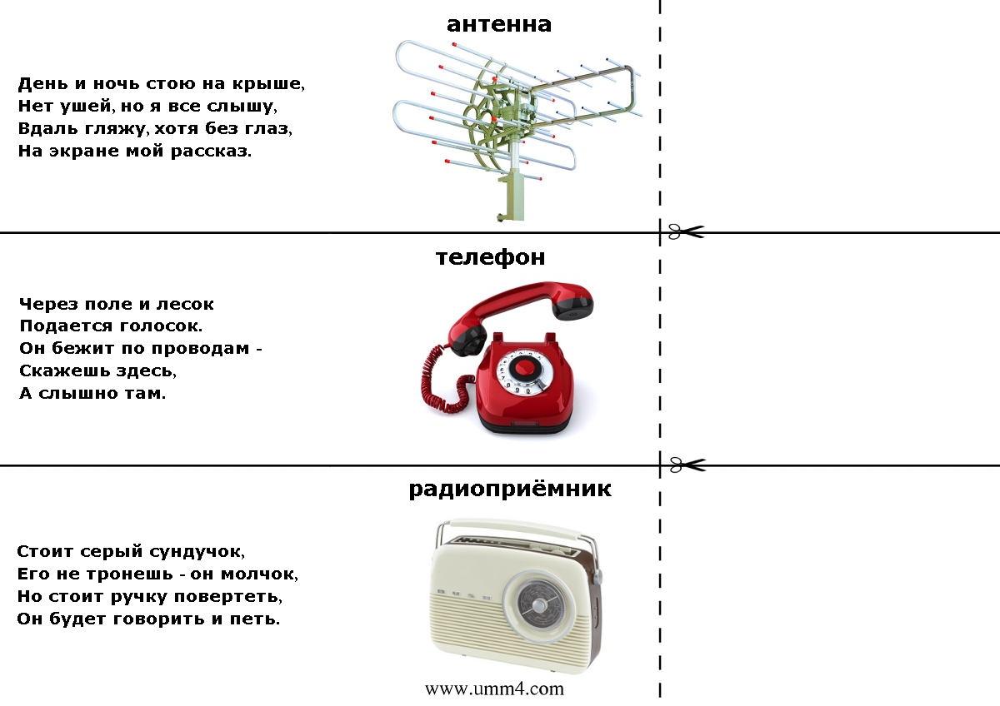 антенна
День и ночь стою на крыше,
Нет ушей, но я все слышу,
Вдаль гляжу, хотя без глаз,
На экране мой рассказ.
телефон
Через поле и лесок
Подается голосок.
Он бежит по проводам -
Скажешь здесь,
А слышно там.
радиоприёмник
Стоит серый сундучок,
Его не тронешь - он молчок,
Но стоит ручку повертеть,
Он будет говорить и петь.
BUSH
www.umm4.com